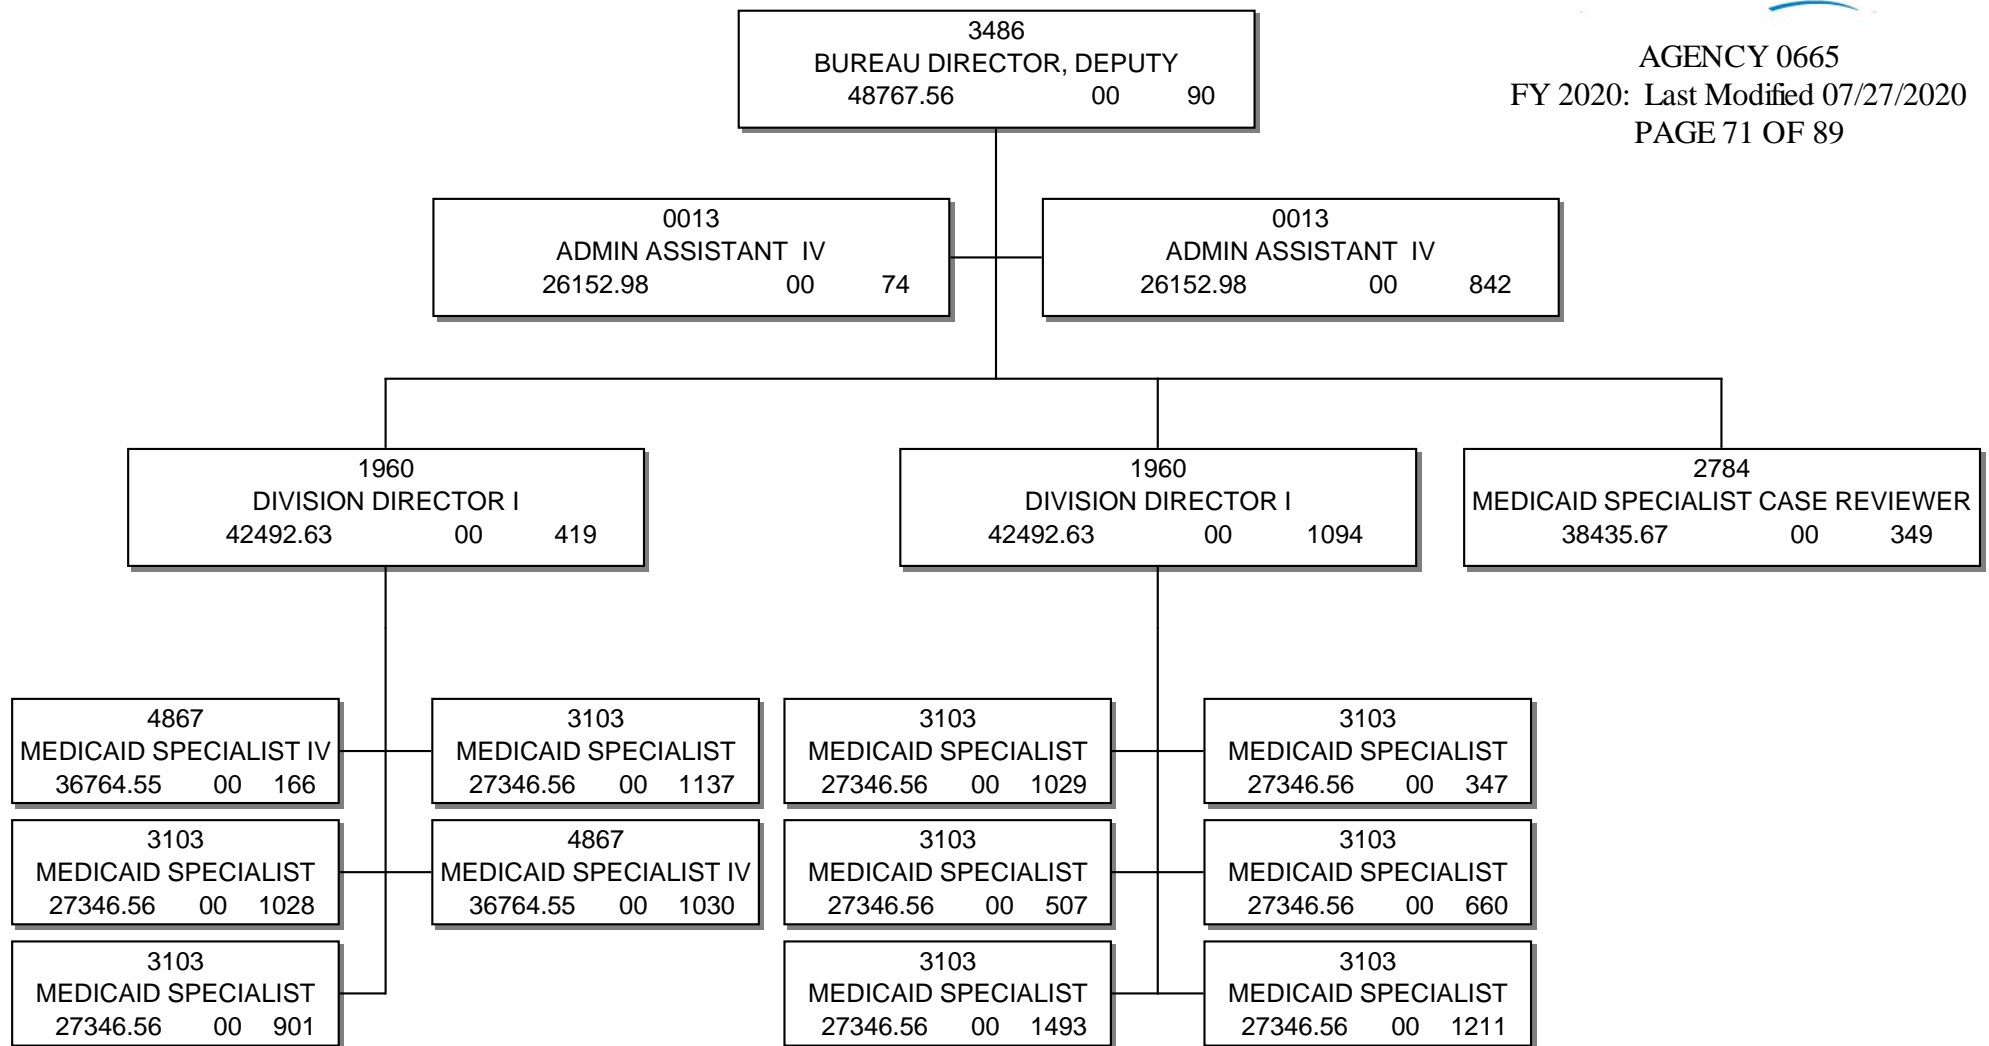 3486
BUREAU DIRECTOR, DEPUTY
48767.56 00 90
AGENCY 0665
FY 2020: Last Modified 07/27/2020
PAGE 71 OF 89
0013
ADMIN ASSISTANT IV
26152.98 00 74
0013
ADMIN ASSISTANT IV
26152.98 00 842
1960
DIVISION DIRECTOR I
42492.63 00 419
1960
DIVISION DIRECTOR I
42492.63 00 1094
2784
MEDICAID SPECIALIST CASE REVIEWER
38435.67 00 349
4867
MEDICAID SPECIALIST IV
36764.55 00 166
3103
MEDICAID SPECIALIST
27346.56 00 1137
3103
MEDICAID SPECIALIST
27346.56 00 1029
3103
MEDICAID SPECIALIST
27346.56 00 347
3103
MEDICAID SPECIALIST
27346.56 00 1028
4867
MEDICAID SPECIALIST IV
36764.55 00 1030
3103
MEDICAID SPECIALIST
27346.56 00 507
3103
MEDICAID SPECIALIST
27346.56 00 660
3103
MEDICAID SPECIALIST
27346.56 00 901
3103
MEDICAID SPECIALIST
27346.56 00 1493
3103
MEDICAID SPECIALIST
27346.56 00 1211